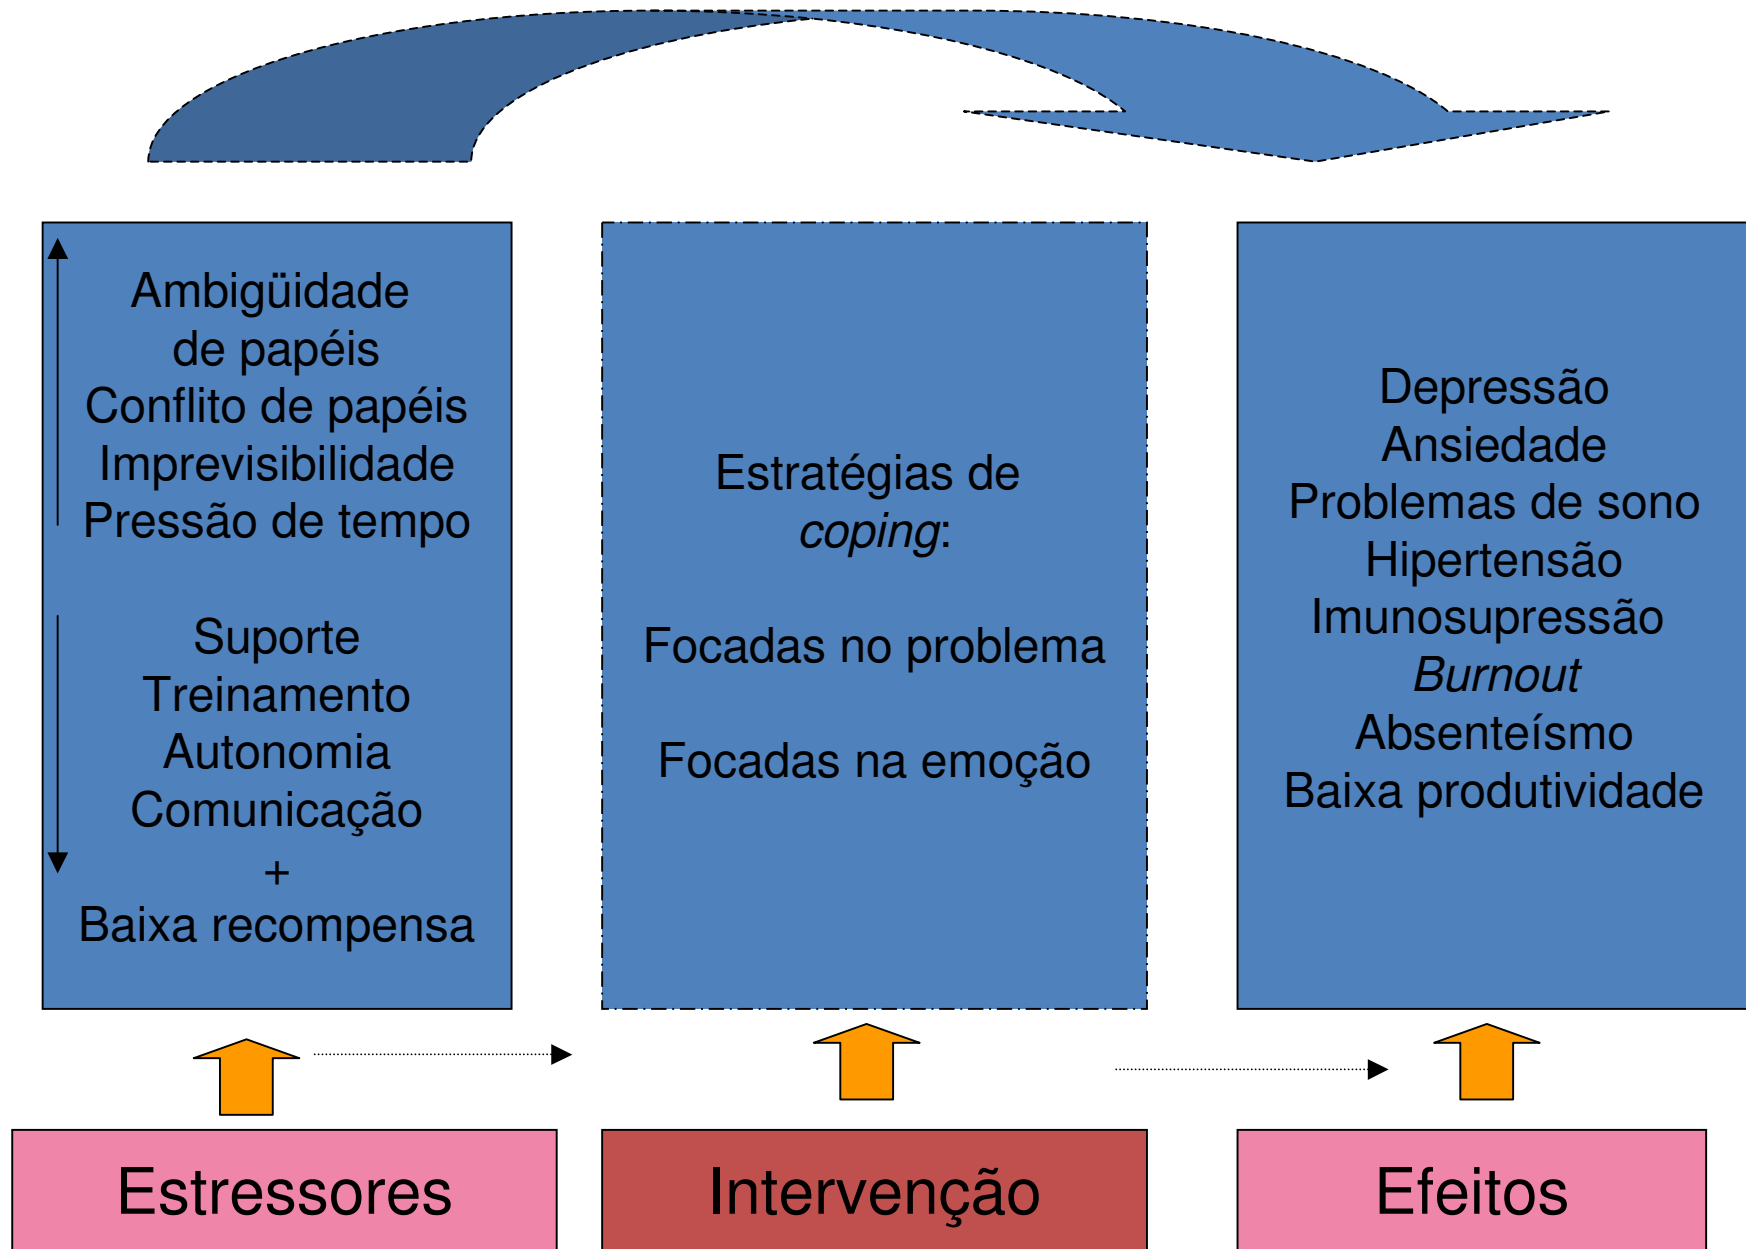 Ambigüidade
de papéis
Conflito de papéis
Imprevisibilidade
Pressão de tempo
Suporte
Treinamento
Autonomia
Comunicação
+
Baixa recompensa
Estratégias de
coping:
Focadas no problema
Focadas na emoção
Depressão
Ansiedade
Problemas de sono
Hipertensão
Imunosupressão
Burnout
Absenteísmo
Baixa produtividade
Estressores
Intervenção
Efeitos